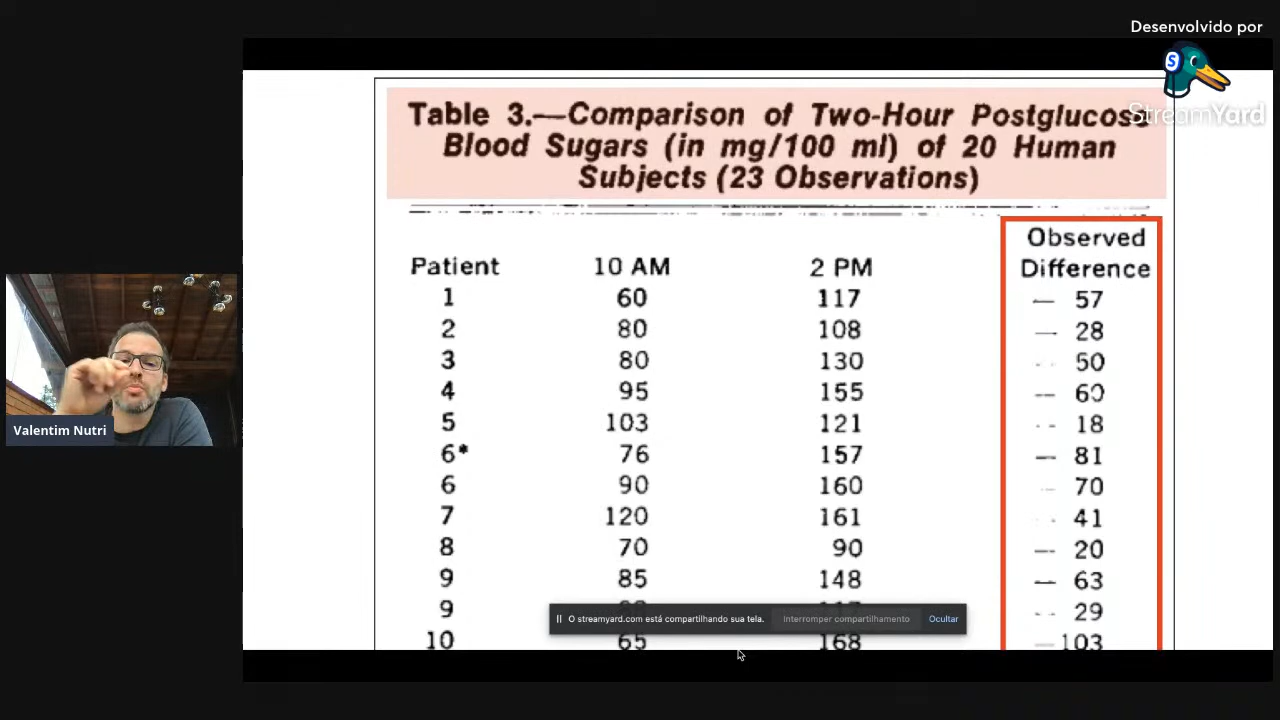 Desenvolvido por
StreamYard
Table 3.—Comparison of Two-Hour Postglucose
Blood Sugars (in mg/100 ml) of 20 Human
Subjects (23 Observations)
Observed
Patient 10 AM 2 PM Difference
1 60 117 — 57
2 80 108 — 28
3 80 130 - - 50
4 95 155 — 60
5 103 121 - - 18
6* 76 157 — 81
6 90 160 — 70
7 120 161 - - 41
8 70 90 — 20
9 85 148 — 63
9 - - 29
10 65 168 — 103
O streamyard.com está compartilhando sua tela. Interromper compartilhamento Ocultar
Valentim Nutri